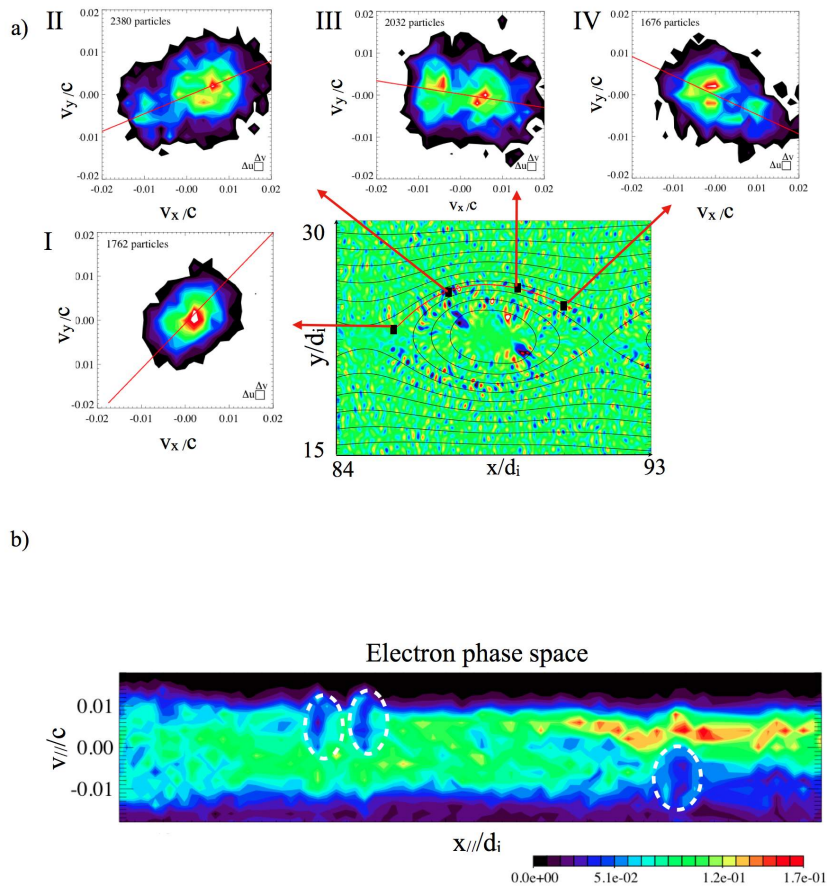 a)
II
2380 particles
0.02
0.01
-0.00
-0.01
-0.02
v_y/c
-0.02 -0.01 -0.00 0.01 0.02
v_x/c
Δv
Δu
III
2032 particles
0.02
0.01
-0.00
-0.01
-0.02
v_y/c
-0.02 -0.01 -0.00 0.01 0.02
v_x/c
Δv
Δu
IV
1676 particles
0.02
0.01
-0.00
-0.01
-0.02
v_y/c
-0.02 -0.01 -0.00 0.01 0.02
v_x/c
Δv
Δu
I
1762 particles
0.02
0.01
-0.00
-0.01
-0.02
v_y/c
-0.02 -0.01 -0.00 0.01 0.02
v_x/c
Δv
Δu
30
y/d_i
15
84 x/d_i 93
b)
Electron phase space
0.01
0.00
-0.01
v_///c
x_///d_i
0.0e+00 5.1e-02 1.2e-01 1.7e-01